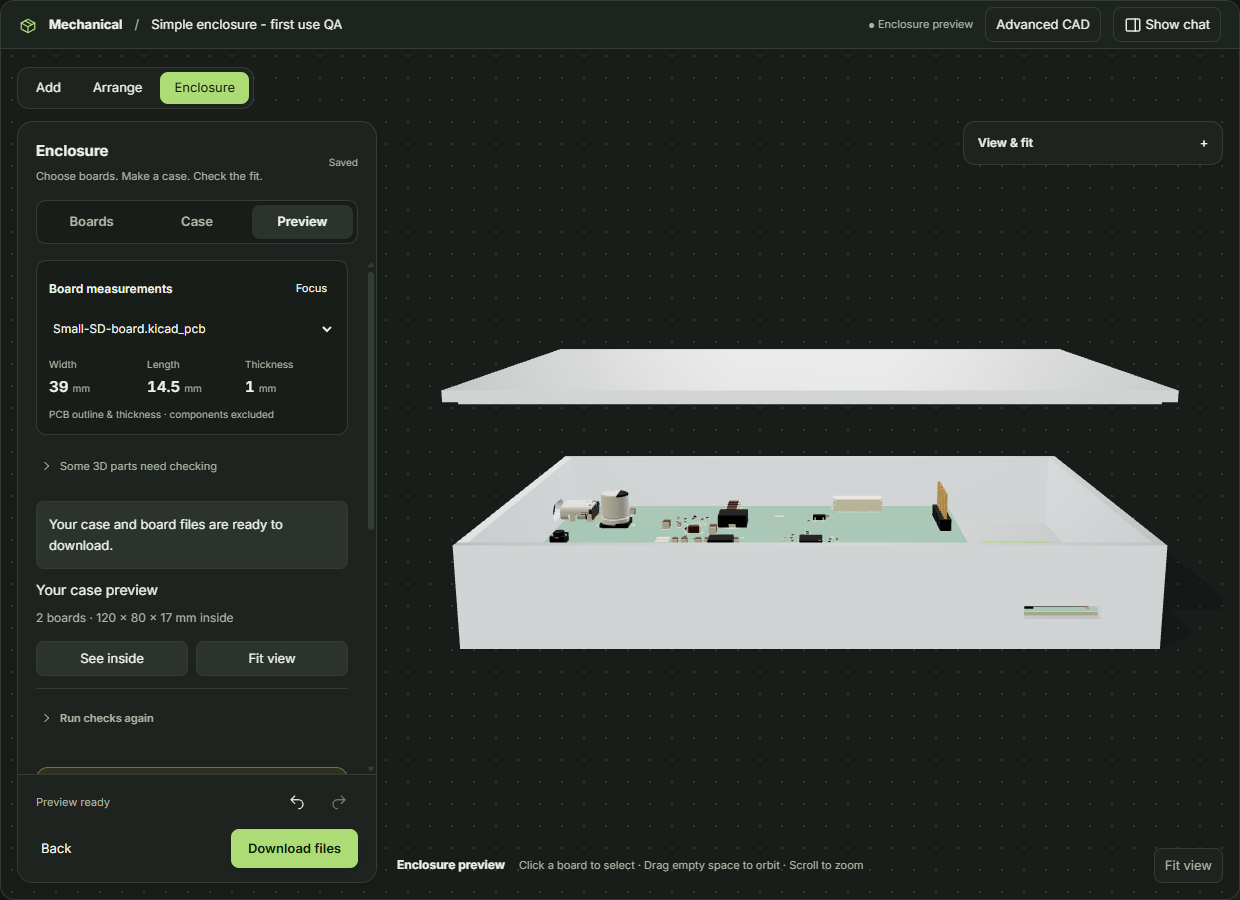 Mechanical / Simple enclosure - first use QA
Enclosure preview
Advanced CAD
Show chat
Add
Arrange
Enclosure
Enclosure
Choose boards. Make a case. Check the fit.
Saved
View & fit +
Boards
Case
Preview
Board measurements
Focus
Small-SD-board.kicad_pcb
Width Length Thickness
39 mm 14.5 mm 1 mm
PCB outline & thickness · components excluded
Some 3D parts need checking
Your case and board files are ready to
download.
Your case preview
2 boards · 120 × 80 × 17 mm inside
See inside
Fit view
Run checks again
Preview ready
Back
Download files
Enclosure preview Click a board to select · Drag empty space to orbit · Scroll to zoom
Fit view